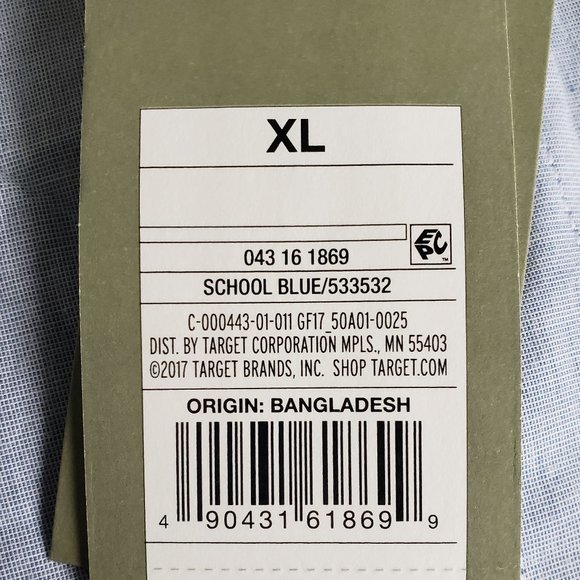 XL
EPC™
043 16 1869
SCHOOL BLUE/533532
C-000443-01-011 GF17_50A01-0025
DIST. BY TARGET CORPORATION MPLS., MN 55403
©2017 TARGET BRANDS, INC. SHOP TARGET.COM
ORIGIN: BANGLADESH
4 90431 61869 9